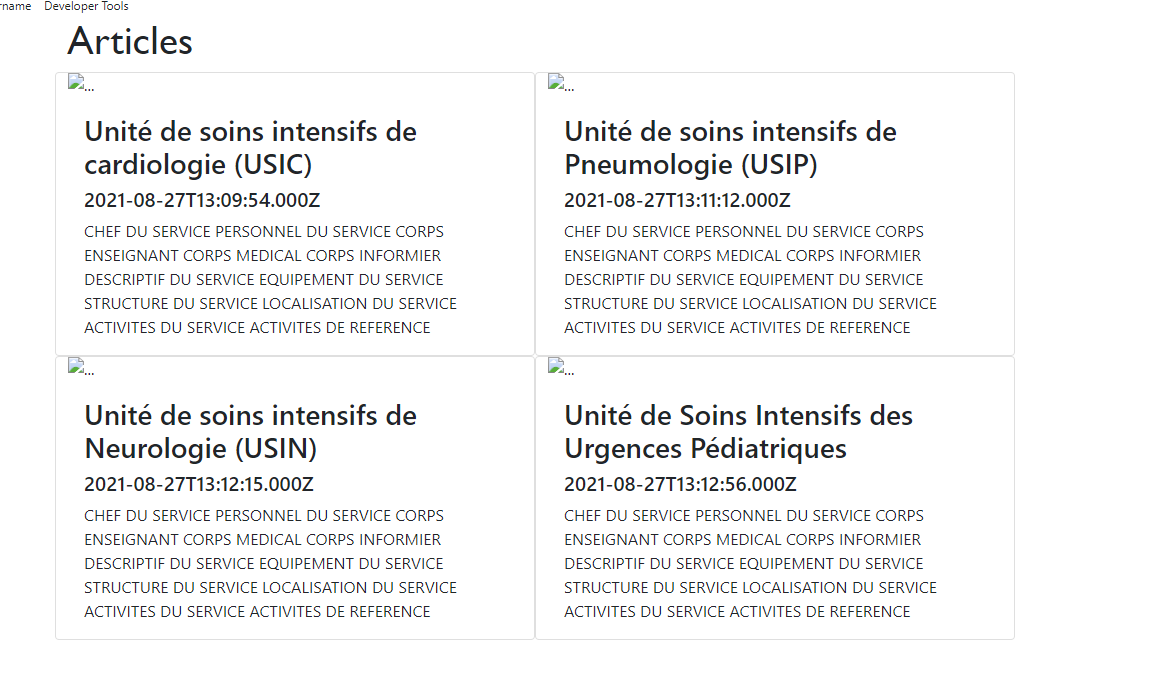 rname Developer Tools
Articles
...
Unité de soins intensifs de
cardiologie (USIC)
2021-08-27T13:09:54.000Z
CHEF DU SERVICE PERSONNEL DU SERVICE CORPS
ENSEIGNANT CORPS MEDICAL CORPS INFORMIER
DESCRIPTIF DU SERVICE EQUIPEMENT DU SERVICE
STRUCTURE DU SERVICE LOCALISATION DU SERVICE
ACTIVITES DU SERVICE ACTIVITES DE REFERENCE
...
Unité de soins intensifs de
Pneumologie (USIP)
2021-08-27T13:11:12.000Z
CHEF DU SERVICE PERSONNEL DU SERVICE CORPS
ENSEIGNANT CORPS MEDICAL CORPS INFORMIER
DESCRIPTIF DU SERVICE EQUIPEMENT DU SERVICE
STRUCTURE DU SERVICE LOCALISATION DU SERVICE
ACTIVITES DU SERVICE ACTIVITES DE REFERENCE
...
Unité de soins intensifs de
Neurologie (USIN)
2021-08-27T13:12:15.000Z
CHEF DU SERVICE PERSONNEL DU SERVICE CORPS
ENSEIGNANT CORPS MEDICAL CORPS INFORMIER
DESCRIPTIF DU SERVICE EQUIPEMENT DU SERVICE
STRUCTURE DU SERVICE LOCALISATION DU SERVICE
ACTIVITES DU SERVICE ACTIVITES DE REFERENCE
...
Unité de Soins Intensifs des
Urgences Pédiatriques
2021-08-27T13:12:56.000Z
CHEF DU SERVICE PERSONNEL DU SERVICE CORPS
ENSEIGNANT CORPS MEDICAL CORPS INFORMIER
DESCRIPTIF DU SERVICE EQUIPEMENT DU SERVICE
STRUCTURE DU SERVICE LOCALISATION DU SERVICE
ACTIVITES DU SERVICE ACTIVITES DE REFERENCE